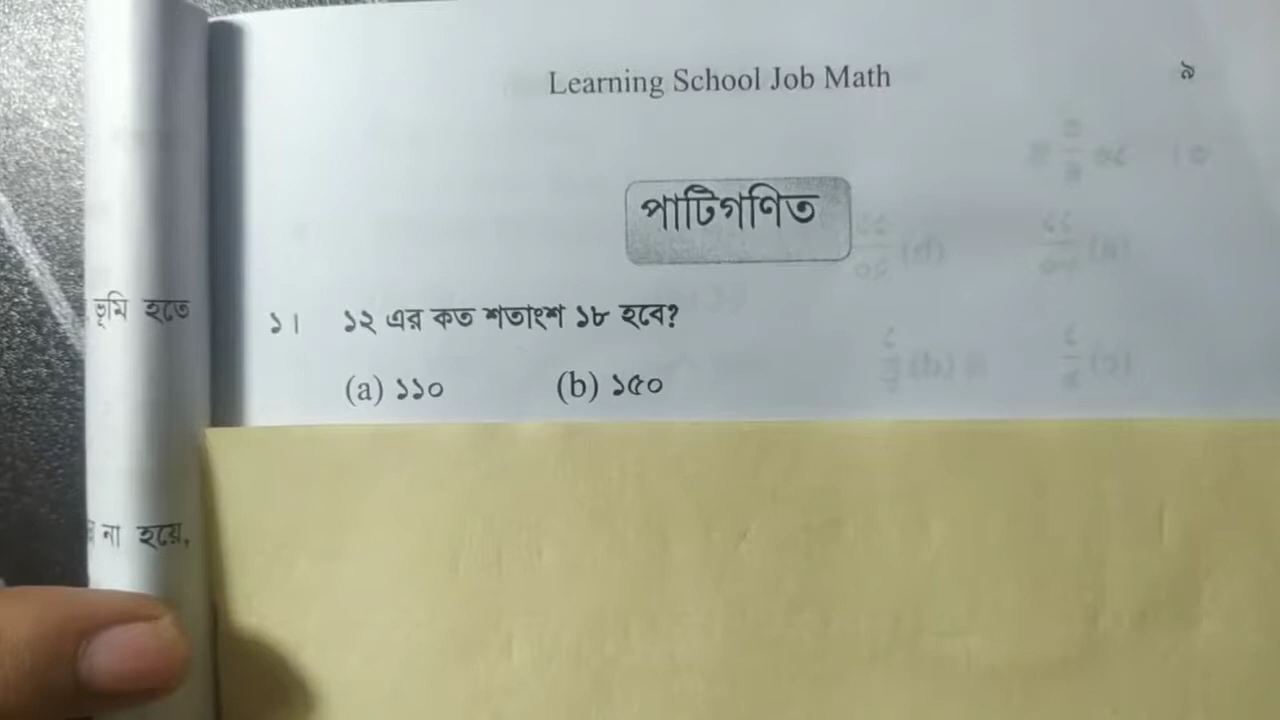 Learning School Job Math ৯
পাটিগণিত
ভূমি হতে
১। ১২ এর কত শতাংশ ১৮ হবে?
(a) ১১০ (b) ১৫০
না হয়ে,